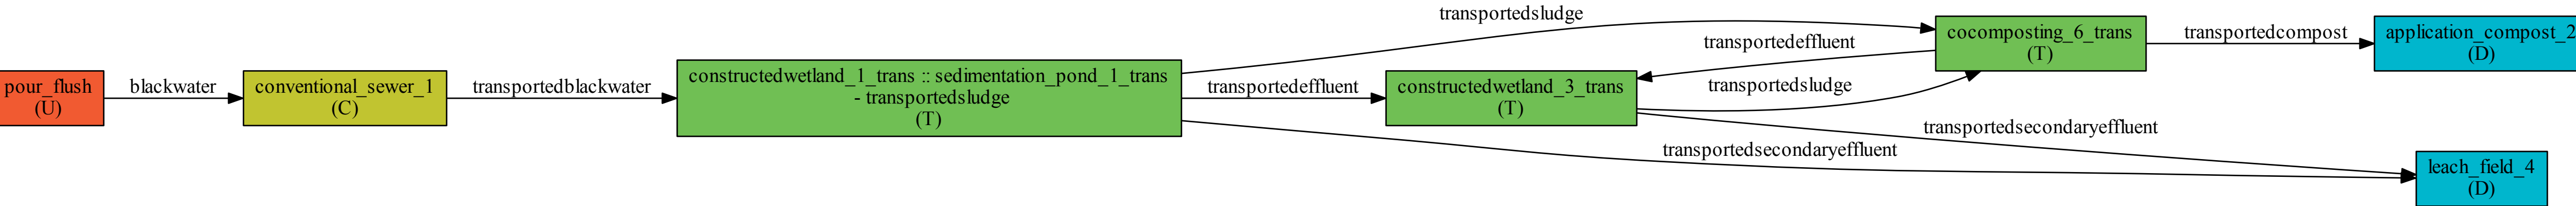 pour_flush
(U)
blackwater
conventional_sewer_1
(C)
transportedblackwater
constructedwetland_1_trans :: sedimentation_pond_1_trans
- transportedsludge
(T)
transportedsludge
transportedeffluent
constructedwetland_3_trans
(T)
transportedeffluent
transportedsludge
cocomposting_6_trans
(T)
transportedcompost
application_compost_2
(D)
transportedsecondaryeffluent
transportedsecondaryeffluent
leach_field_4
(D)